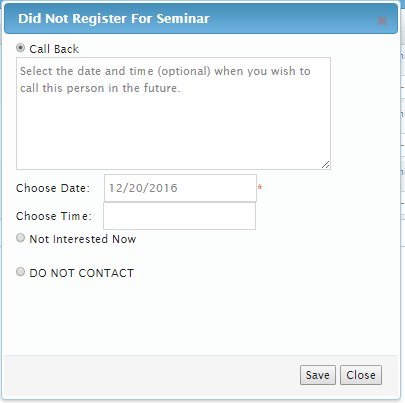 Did Not Register For Seminar
Call Back
Select the date and time (optional) when you wish to
call this person in the future.
Choose Date: 12/20/2016 *
Choose Time:
Not Interested Now
DO NOT CONTACT
Save Close